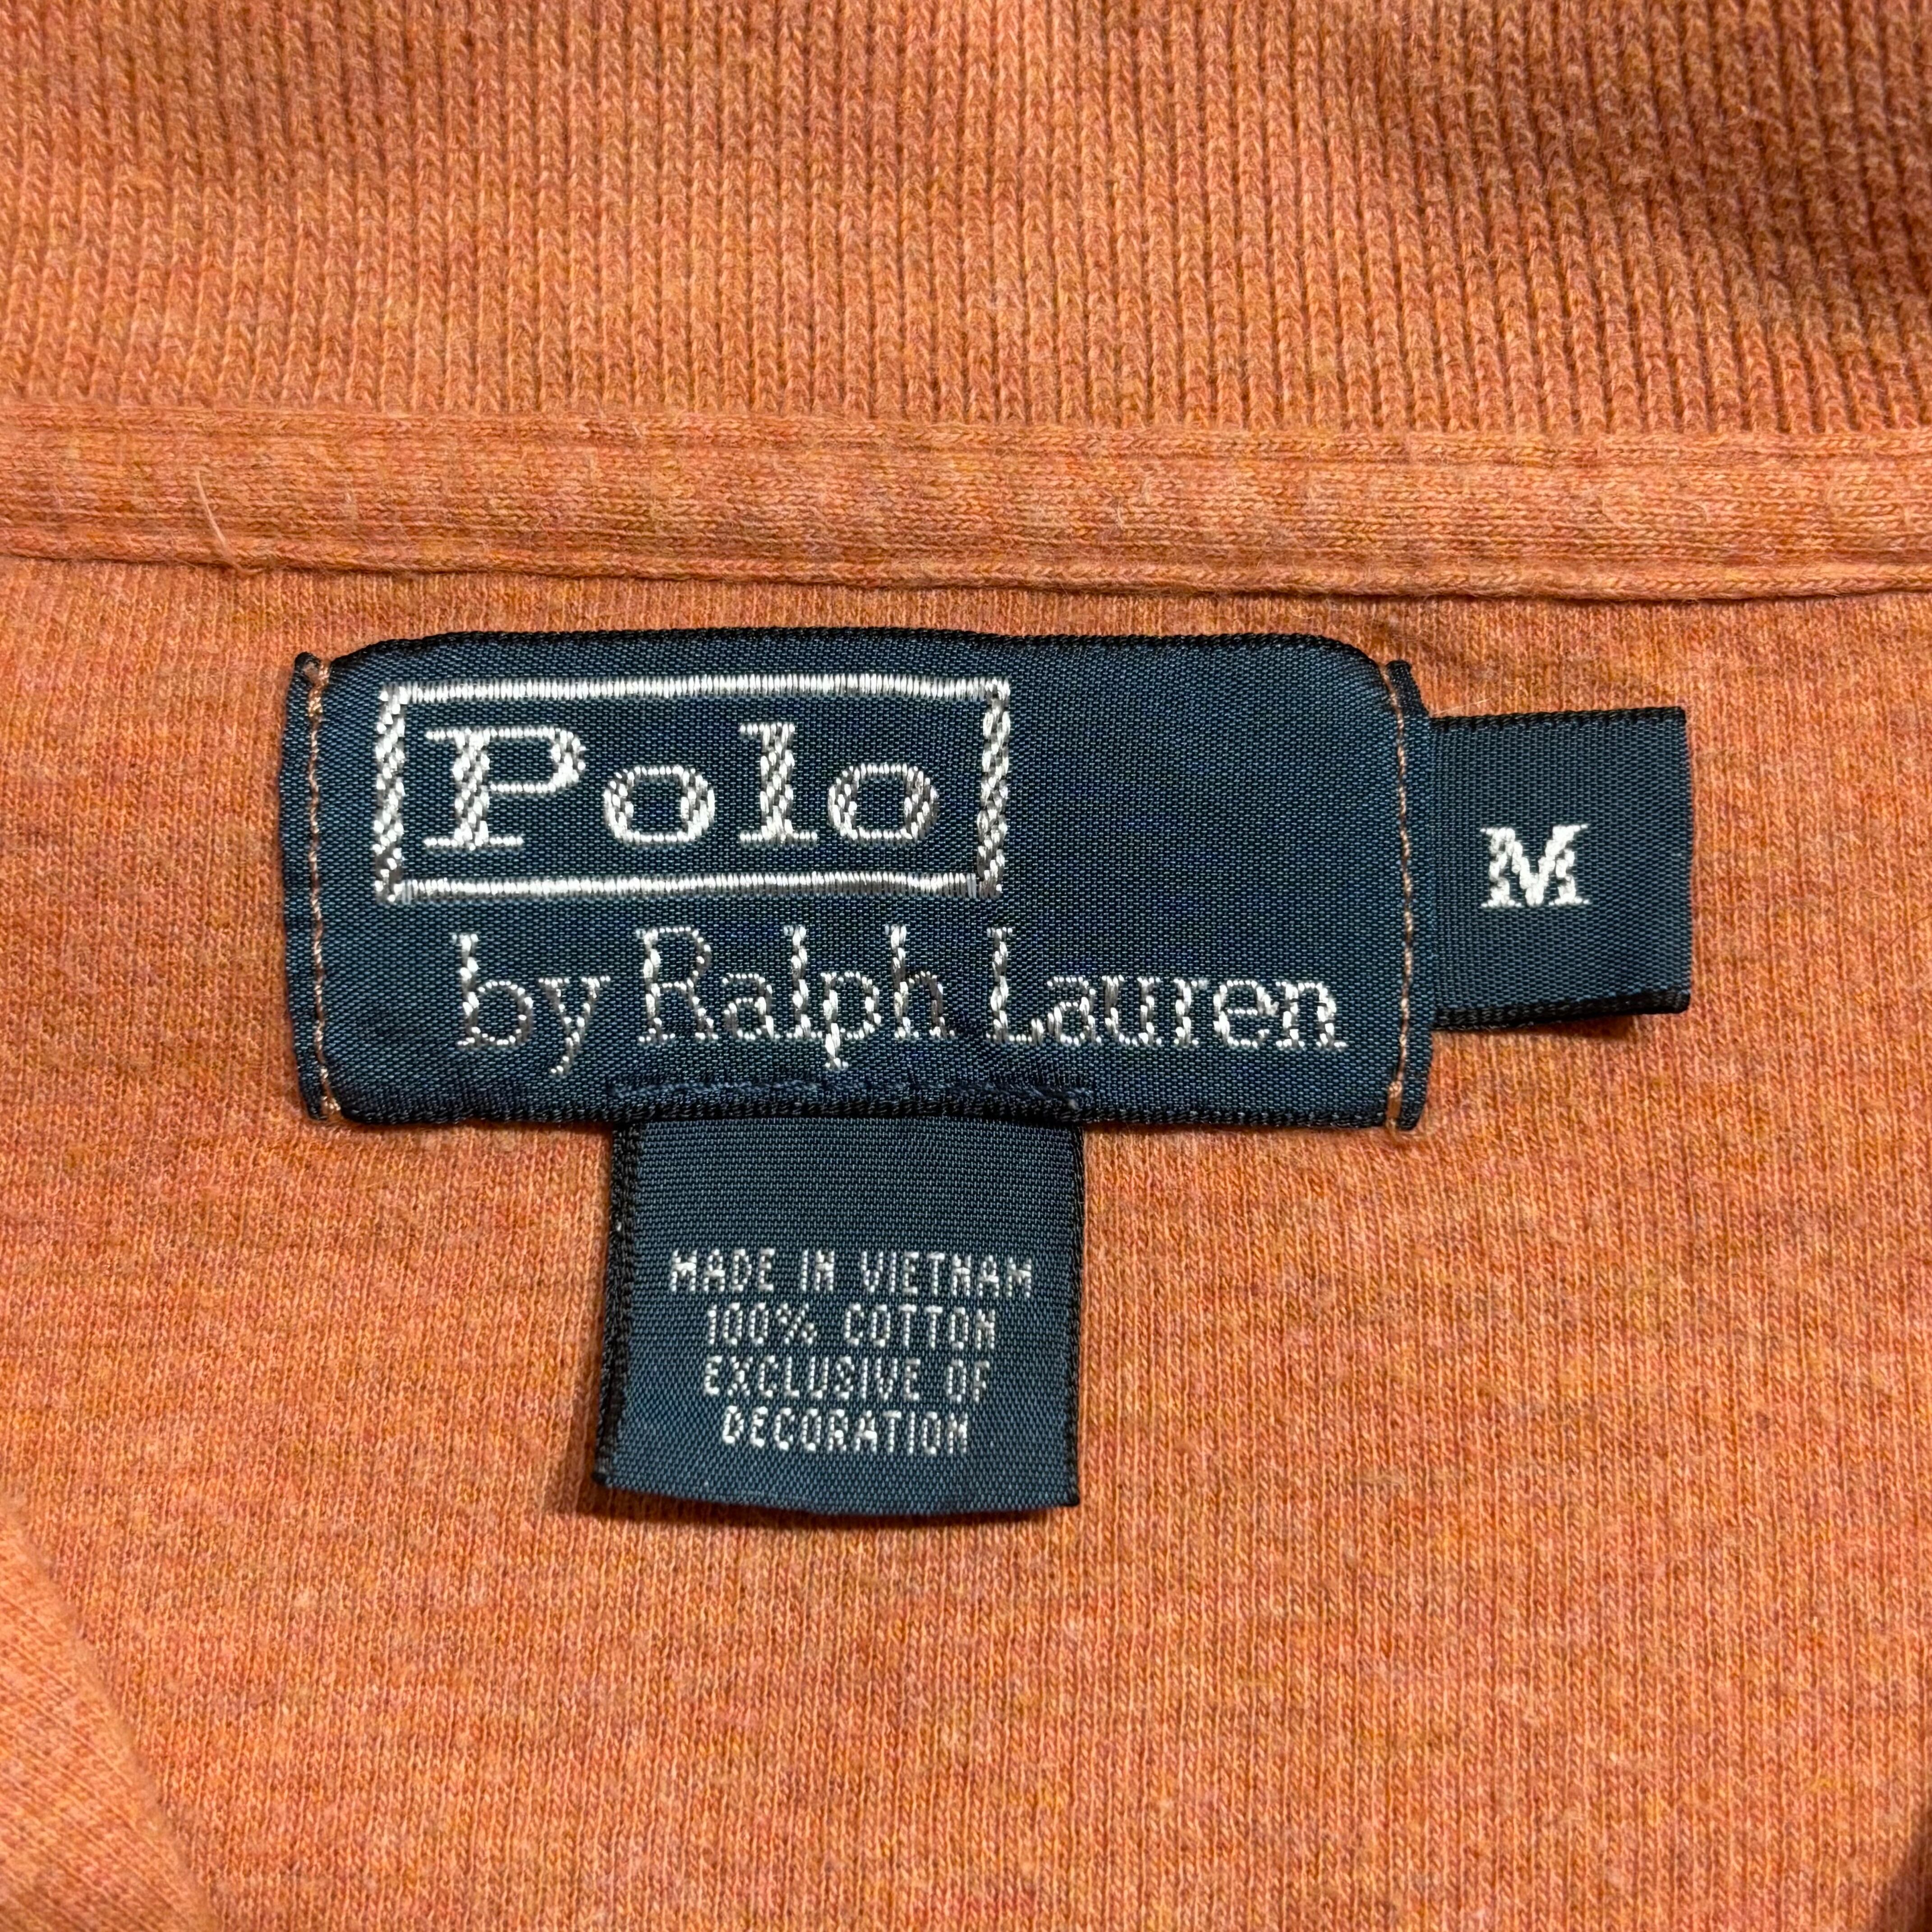 Polo
by Ralph Lauren
M
MADE IN VIETNAM
100% COTTON
EXCLUSIVE OF
DECORATION